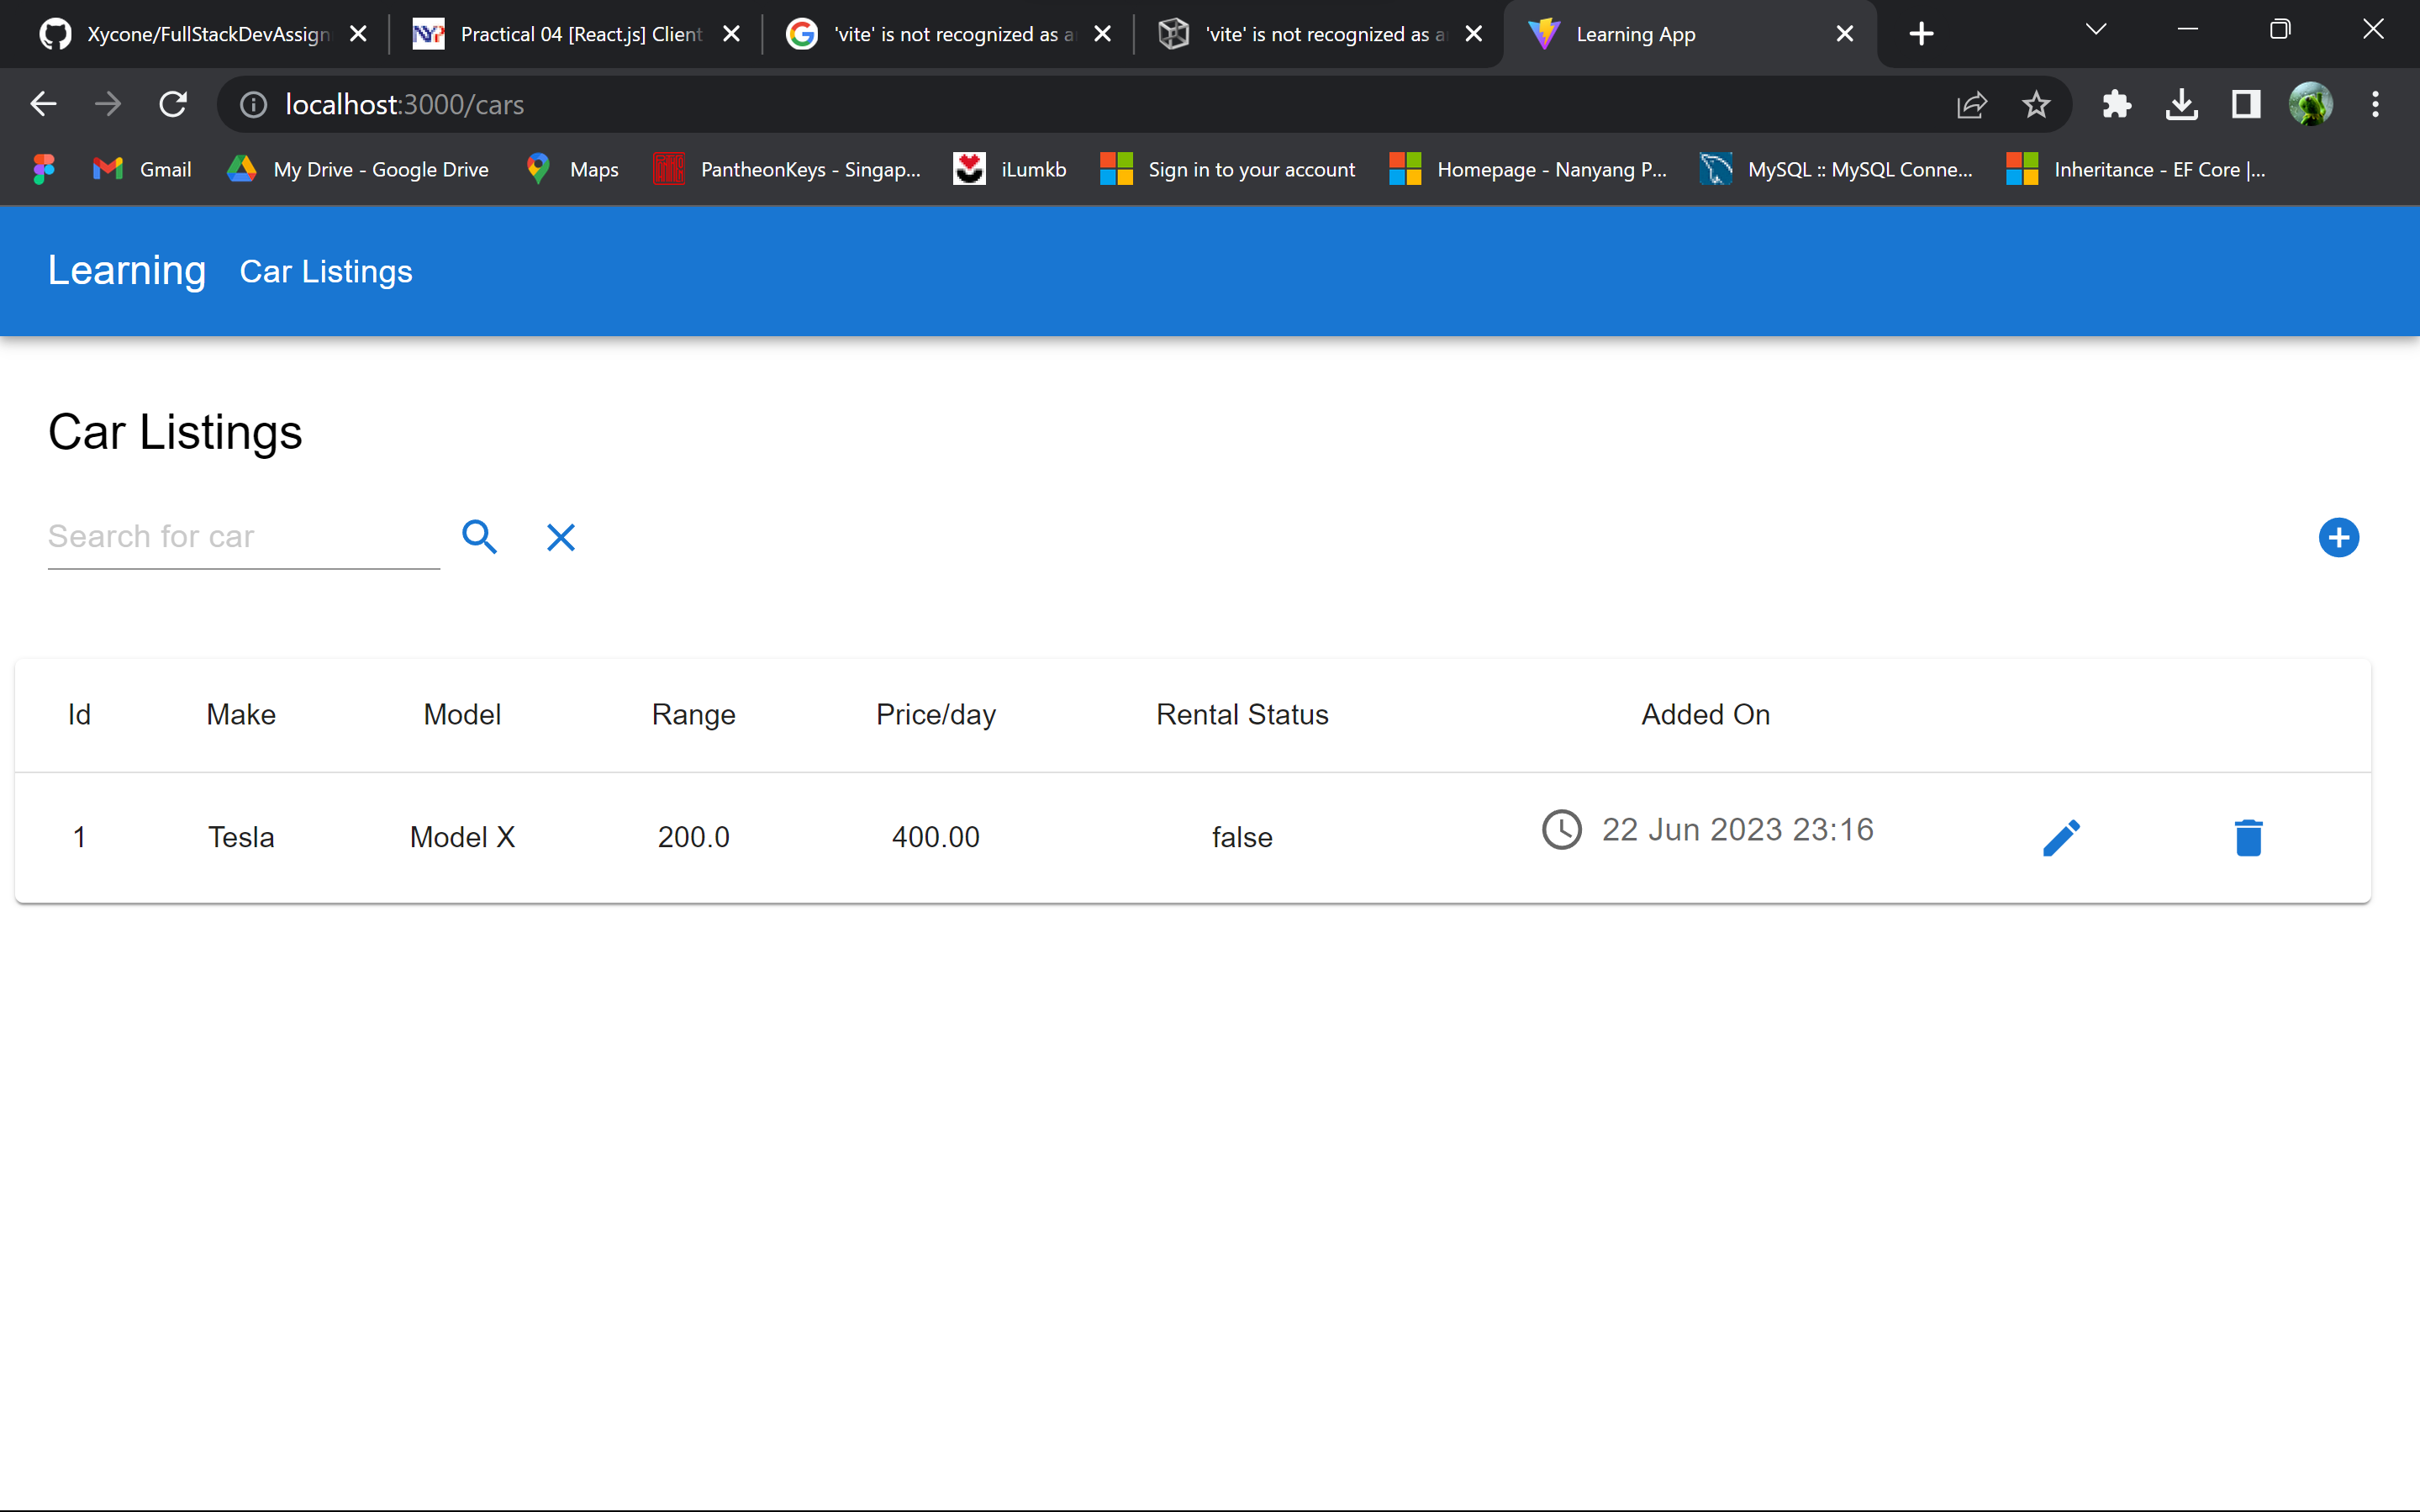 Xycone/FullStackDevAssign
Practical 04 [React.js] Client
'vite' is not recognized as a
'vite' is not recognized as a
Learning App
localhost:3000/cars
Gmail
My Drive - Google Drive
Maps
PantheonKeys - Singap...
iLumkb
Sign in to your account
Homepage - Nanyang P...
MySQL :: MySQL Conne...
Inheritance - EF Core |...
Learning Car Listings
Car Listings
Search for car
Id Make Model Range Price/day Rental Status Added On
1 Tesla Model X 200.0 400.00 false 22 Jun 2023 23:16